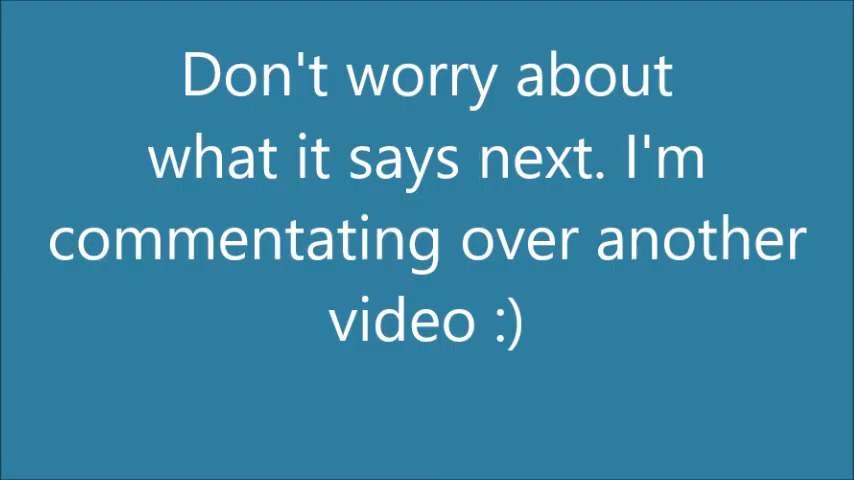 Don't worry about
what it says next. I'm
commentating over another
video :)